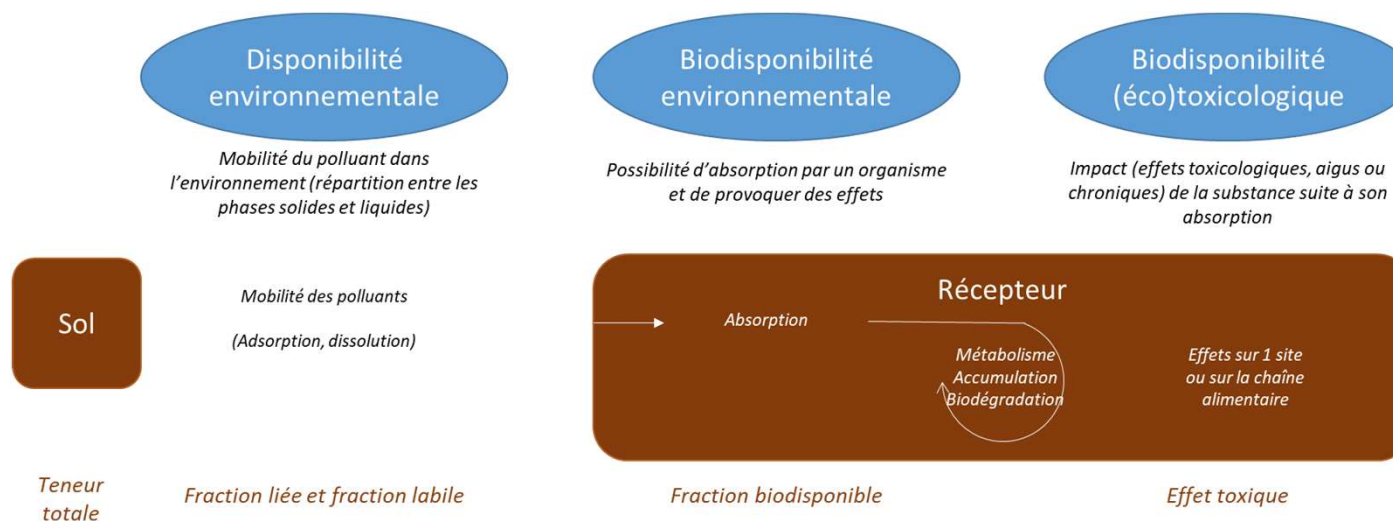 Disponibilité
environnementale
Biodisponibilité
environnementale
Biodisponibilité
(éco)toxicologique
Mobilité du polluant dans
l’environnement (répartition entre les
phases solides et liquides)
Possibilité d’absorption par un organisme
et de provoquer des effets
Impact (effets toxicologiques, aigus ou
chroniques) de la substance suite à son
absorption
Sol
Mobilité des polluants
(Adsorption, dissolution)
Récepteur
Absorption
Métabolisme
Accumulation
Biodégradation
Effets sur 1 site
ou sur la chaîne
alimentaire
Teneur
totale
Fraction liée et fraction labile
Fraction biodisponible
Effet toxique